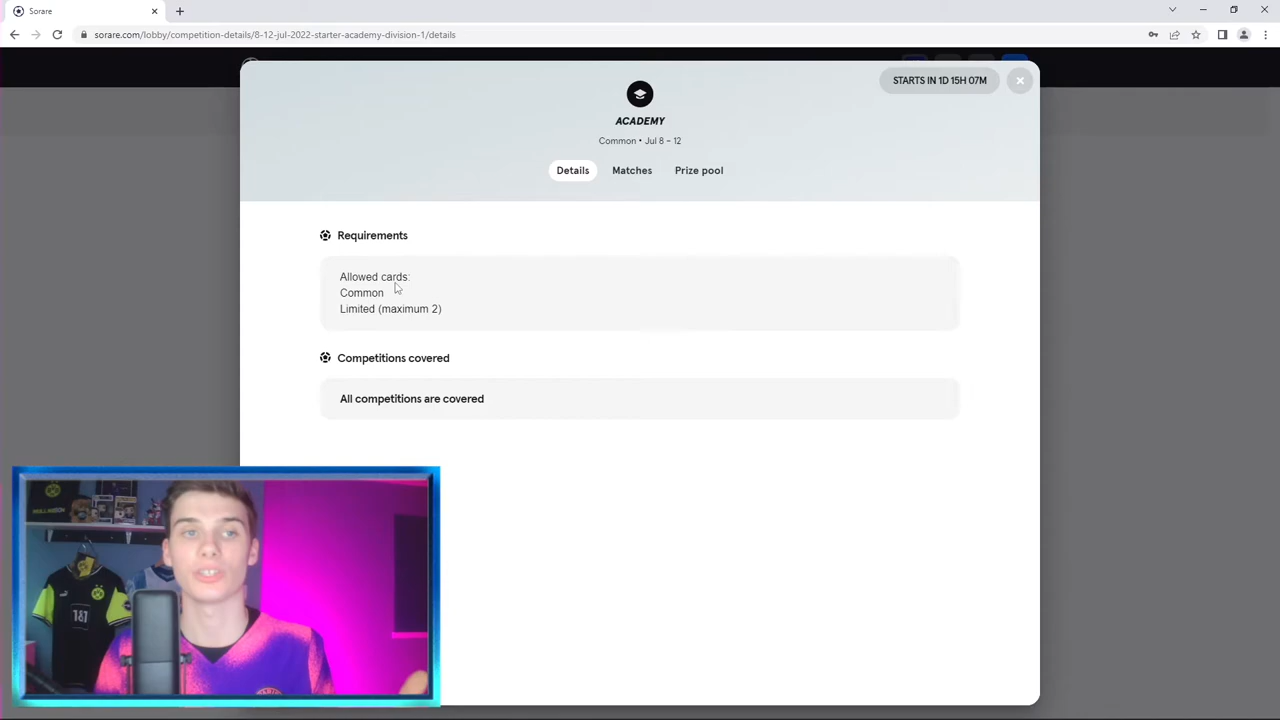 Sorare
sorare.com/lobby/competition-details/8-12-jul-2022-starter-academy-division-1/details
STARTS IN 1D 15H 07M
ACADEMY
Common • Jul 8 – 12
Details
Matches
Prize pool
Requirements
Allowed cards:
Common
Limited (maximum 2)
Competitions covered
All competitions are covered
1&1